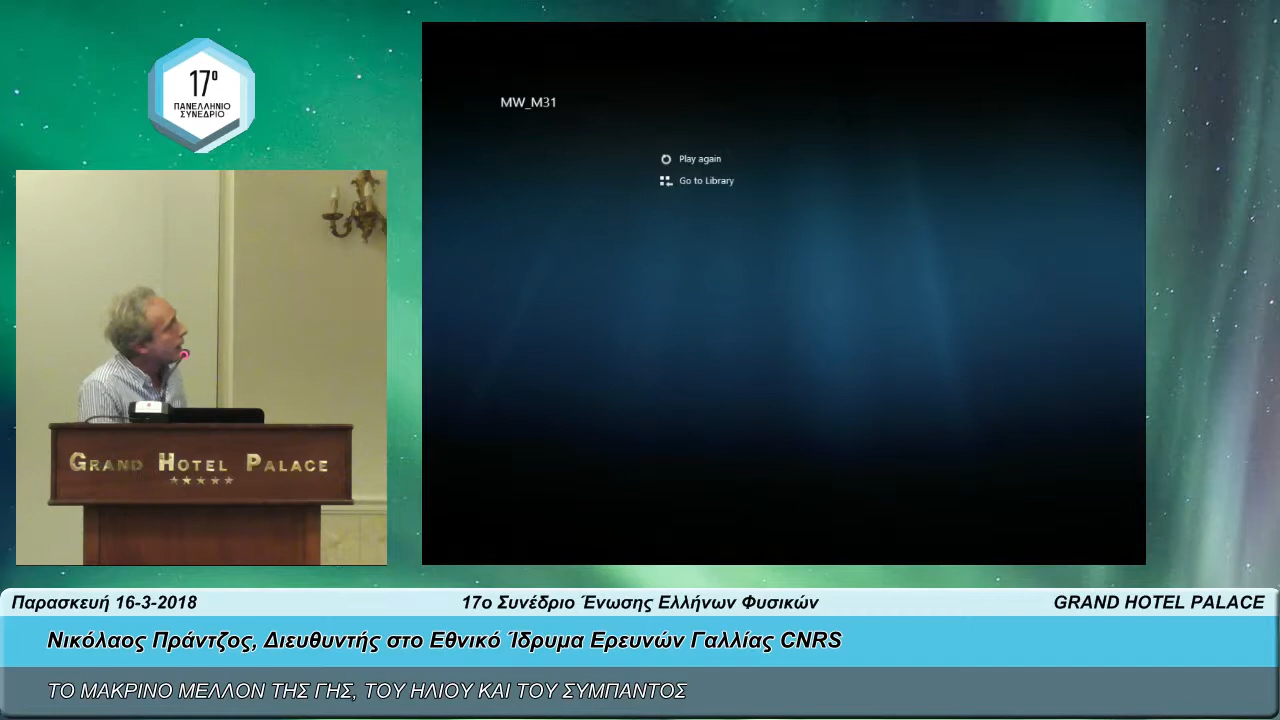 17ο
ΠΑΝΕΛΛΗΝΙΟ
ΣΥΝΕΔΡΙΟ
MW_M31
Play again
Go to Library
GRAND HOTEL PALACE
Παρασκευή 16-3-2018
17ο Συνέδριο Ένωσης Ελλήνων Φυσικών
GRAND HOTEL PALACE
Νικόλαος Πράντζος, Διευθυντής στο Εθνικό Ίδρυμα Ερευνών Γαλλίας CNRS
ΤΟ ΜΑΚΡΙΝΟ ΜΕΛΛΟΝ ΤΗΣ ΓΗΣ, ΤΟΥ ΗΛΙΟΥ ΚΑΙ ΤΟΥ ΣΥΜΠΑΝΤΟΣ